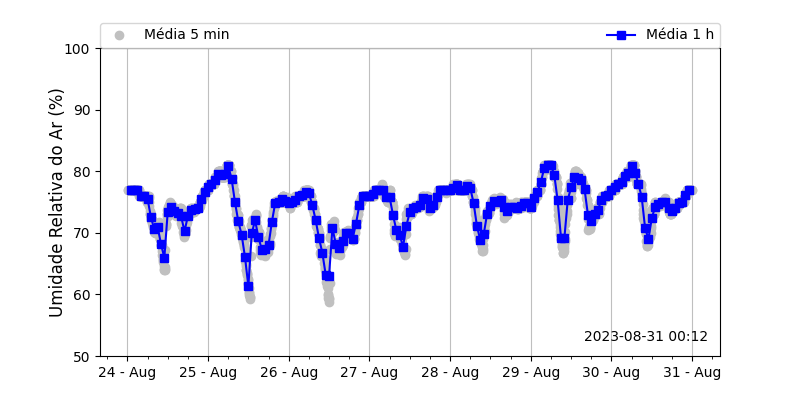 Média 5 min
Média 1 h
100
90
80
70
60
50
Umidade Relativa do Ar (%)
2023-08-31 00:12
24 - Aug
25 - Aug
26 - Aug
27 - Aug
28 - Aug
29 - Aug
30 - Aug
31 - Aug